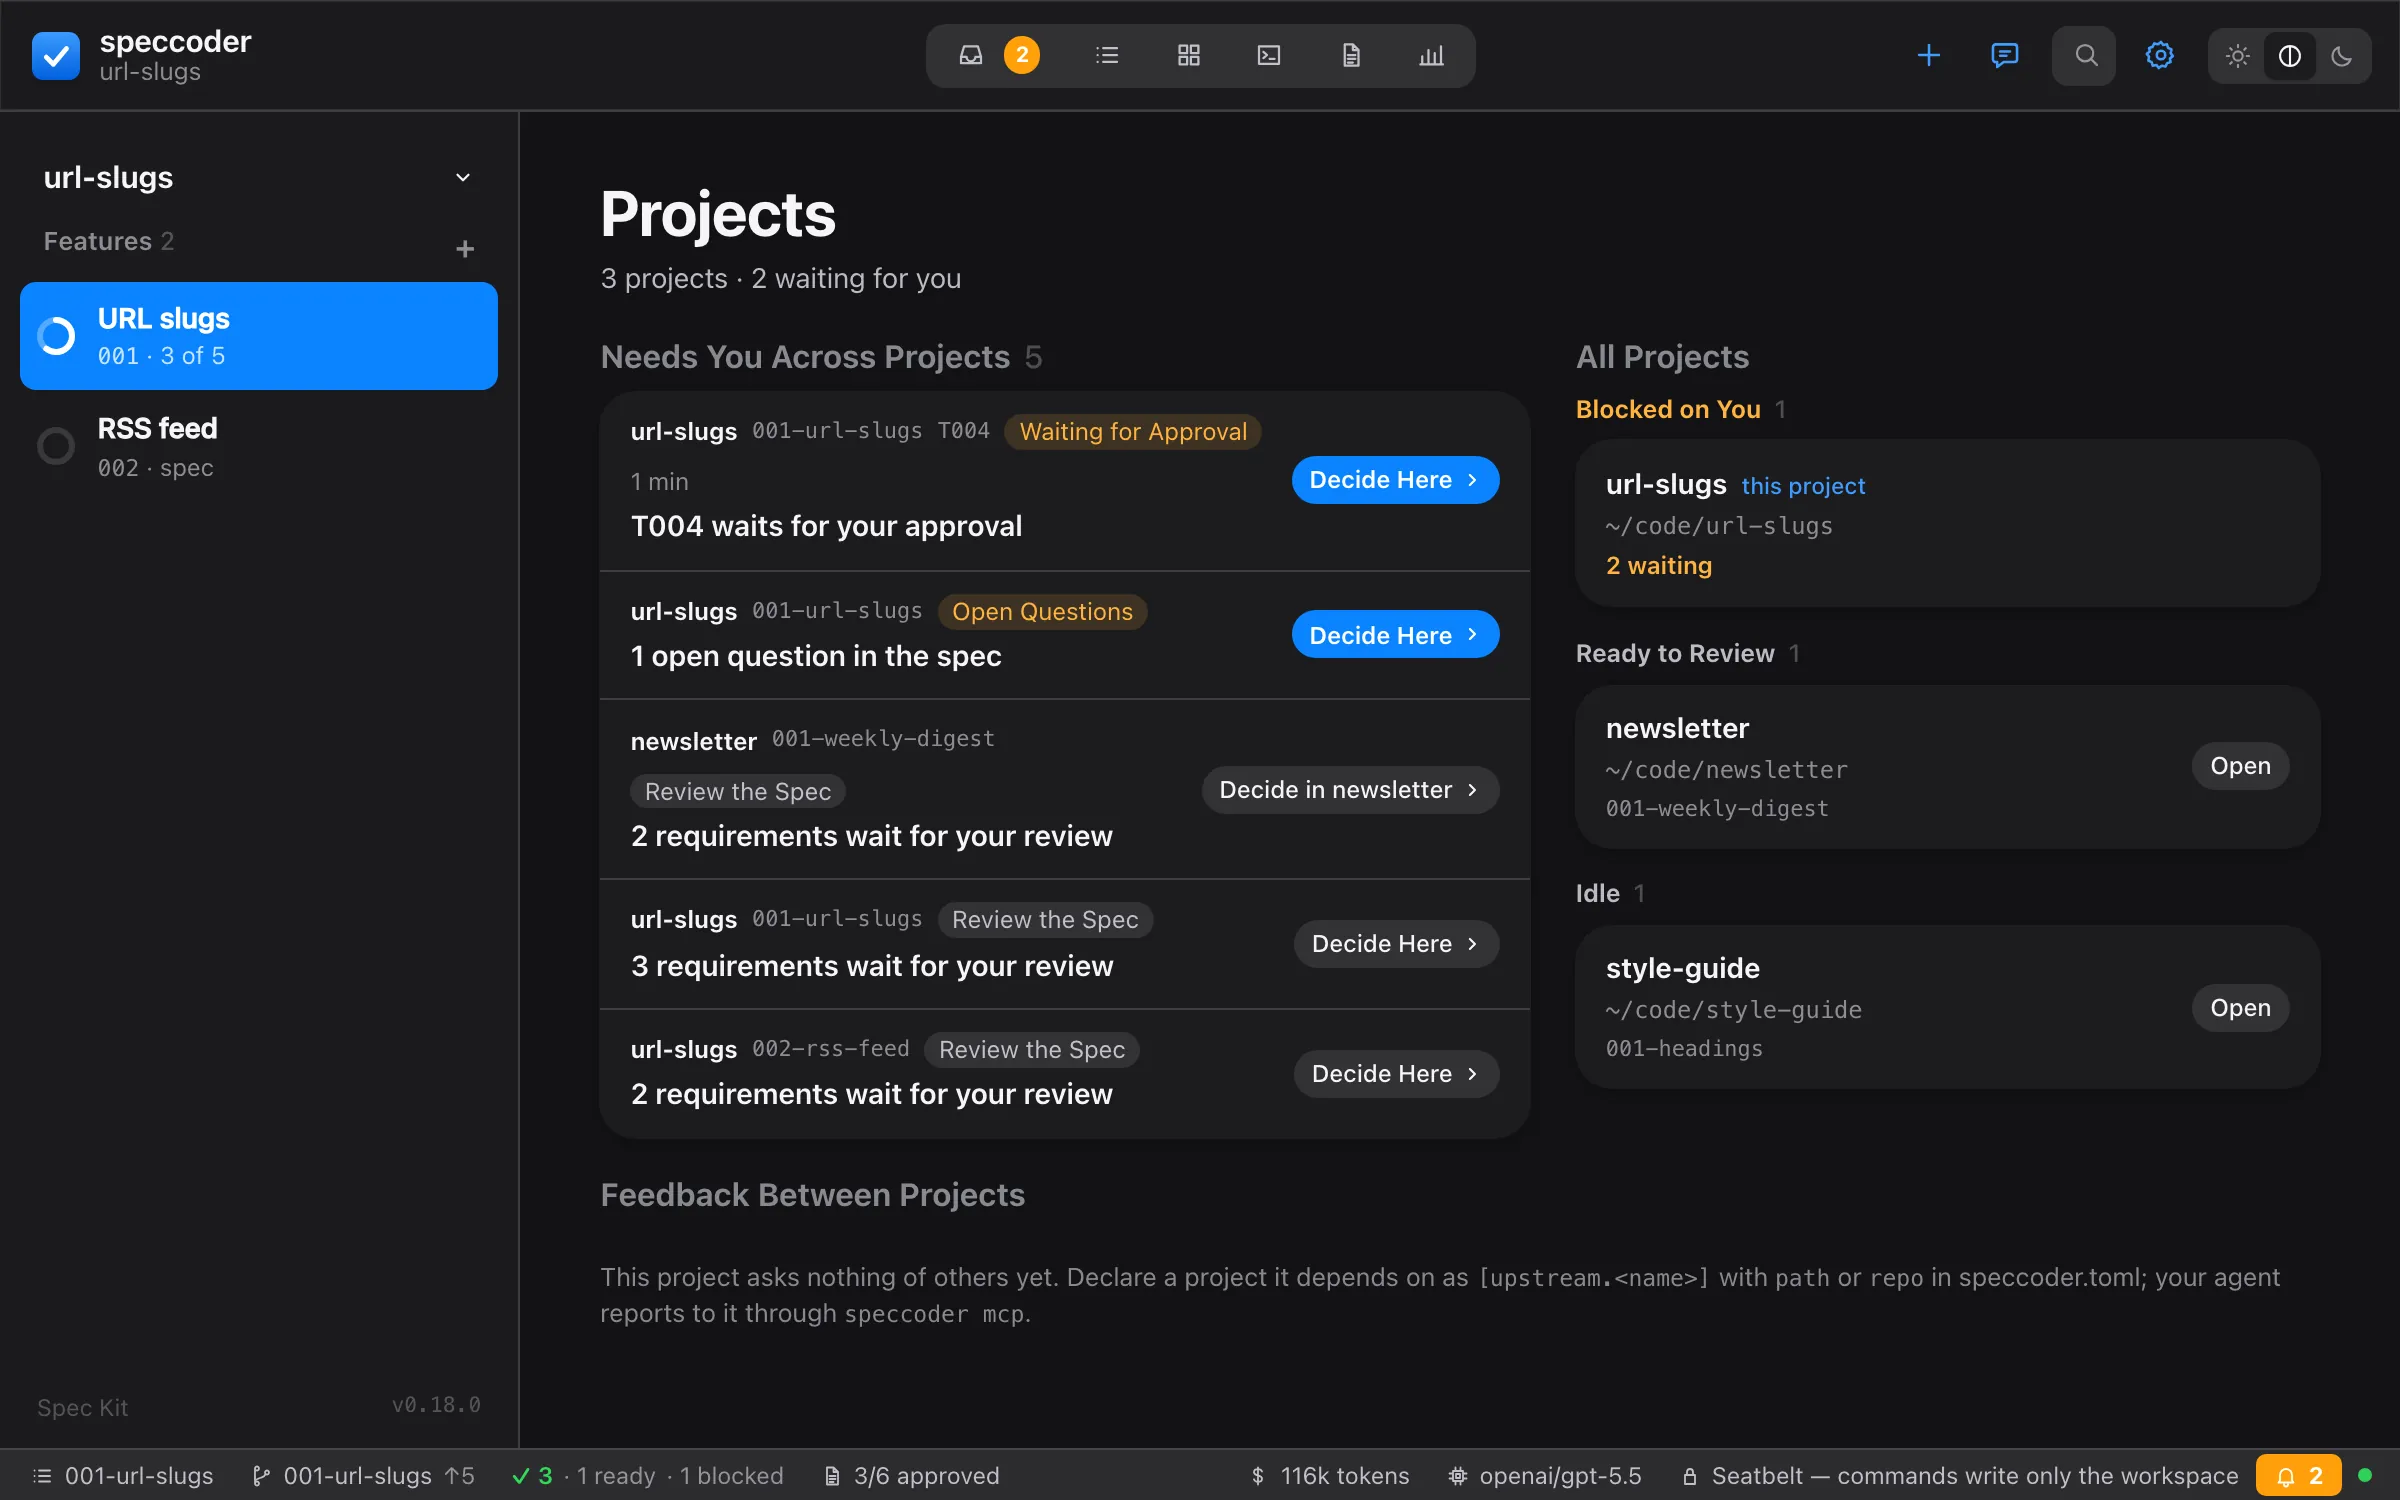 speccoder
url-slugs
2
url-slugs
Features 2
URL slugs
001 · 3 of 5
RSS feed
002 · spec
Spec Kit
v0.18.0
Projects
3 projects · 2 waiting for you
Needs You Across Projects 5
url-slugs 001-url-slugs T004 Waiting for Approval
1 min
T004 waits for your approval
Decide Here
url-slugs 001-url-slugs Open Questions
1 open question in the spec
Decide Here
newsletter 001-weekly-digest
Review the Spec
2 requirements wait for your review
Decide in newsletter
url-slugs 001-url-slugs Review the Spec
3 requirements wait for your review
Decide Here
url-slugs 002-rss-feed Review the Spec
2 requirements wait for your review
Decide Here
All Projects
Blocked on You 1
url-slugs this project
~/code/url-slugs
2 waiting
Ready to Review 1
newsletter
~/code/newsletter
001-weekly-digest
Open
Idle 1
style-guide
~/code/style-guide
001-headings
Open
Feedback Between Projects
This project asks nothing of others yet. Declare a project it depends on as [upstream.<name>] with path or repo in speccoder.toml; your agent
reports to it through speccoder mcp.
001-url-slugs 001-url-slugs ↑5 ✓ 3 · 1 ready · 1 blocked 3/6 approved $ 116k tokens openai/gpt-5.5 Seatbelt — commands write only the workspace 2